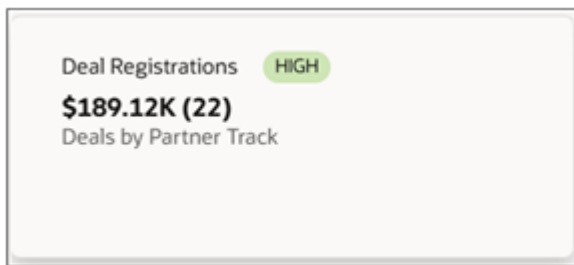 Deal Registrations HIGH
$189.12K (22)
Deals by Partner Track